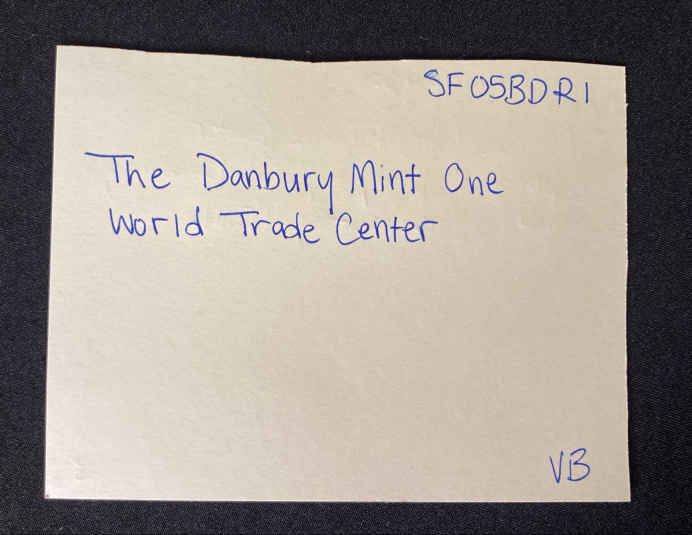 SF05BDR1
The Danbury Mint One
World Trade Center
VB